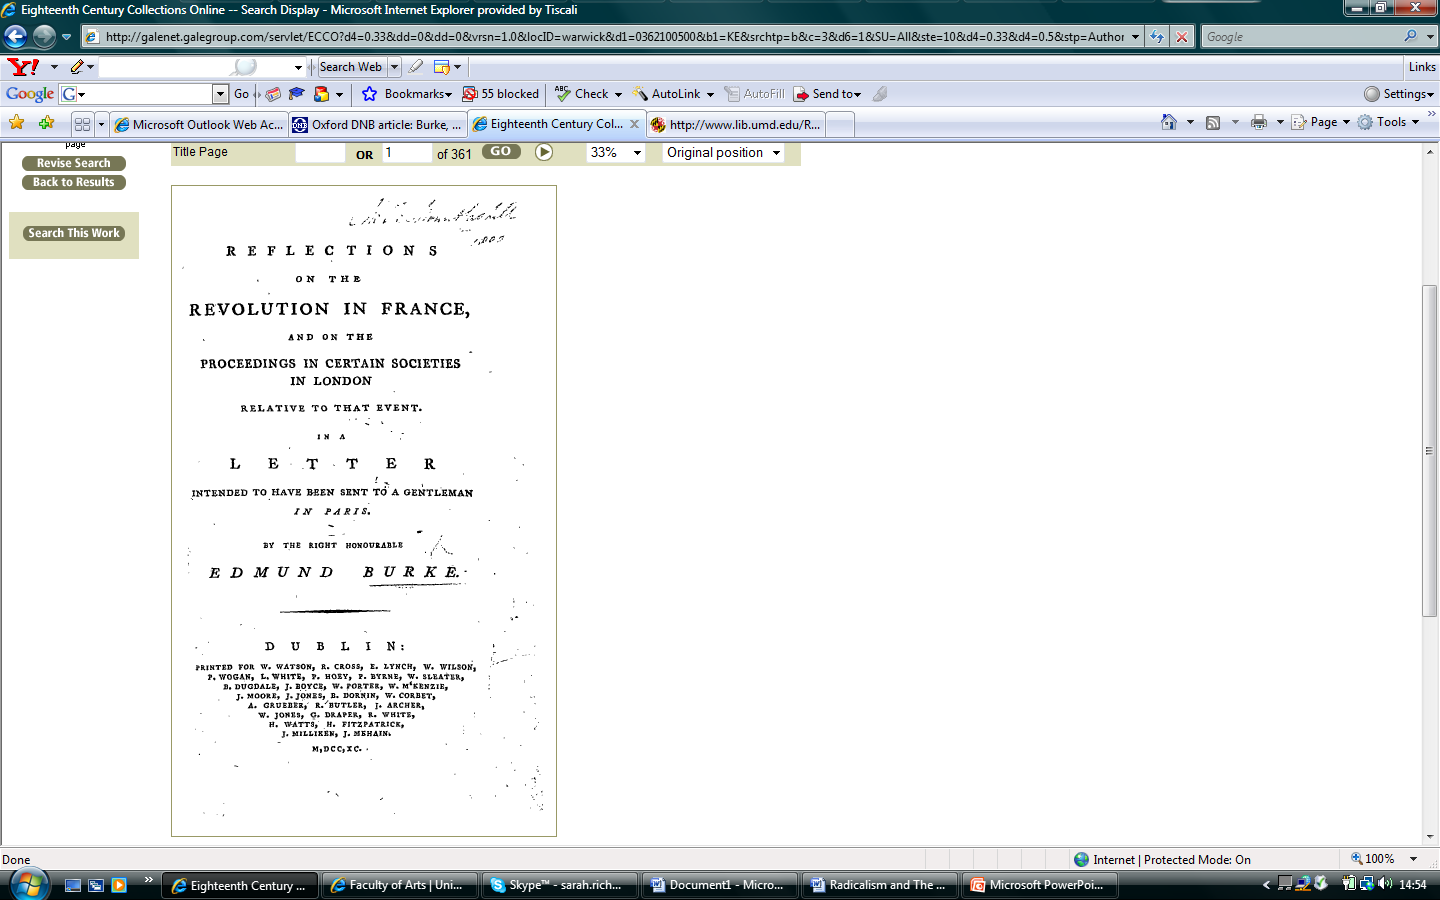 Eighteenth Century Collections Online -- Search Display - Microsoft Internet Explorer provided by Tiscali
http://galenet.galegroup.com/servlet/ECCO?d4=0.33&dd=0&dd=0&vrsn=1.0&locID=warwick&d1=0362100500&b1=KE&srchtp=b&c=3&d6=1&SU=All&ste=10&d4=0.33&d4=0.5&stp=Author Google
Y! Search Web Links
Google G Go Bookmarks 55 blocked ABC Check AutoLink AutoFill Send to Settings
Microsoft Outlook Web Ac... Oxford DNB article: Burke, ... Eighteenth Century Col... http://www.lib.umd.edu/R... Page Tools
page
Revise Search
Back to Results
Search This Work
Title Page OR 1 of 361 GO 33% Original position
REFLECTIONS
ON THE
REVOLUTION IN FRANCE,
AND ON THE
PROCEEDINGS IN CERTAIN SOCIETIES
IN LONDON
RELATIVE TO THAT EVENT.
IN A
LETTER
INTENDED TO HAVE BEEN SENT TO A GENTLEMAN
IN PARIS.
BY THE RIGHT HONOURABLE
EDMUND BURKE.
DUBLIN:
PRINTED FOR W. WATSON, R. CROSS, E. LYNCH, W. WILSON,
P. WOGAN, L. WHITE, P. HOEY, P. BYRNE, W. SLEATER,
B. DUGDALE, J. BOYCE, W. PORTER, W. M'KENZIE,
J. MOORE, J. JONES, B. DORNIN, W. CORBET,
A. GRUEBER, R. BUTLER, J. ARCHER,
W. JONES, G. DRAPER, R. WHITE,
H. WATTS, H. FITZPATRICK,
J. MILLIKEN, J. MEHAIN.
M,DCC,XC.
Done Internet | Protected Mode: On 100%
Eighteenth Century ... Faculty of Arts | Uni... Skype™ - sarah.rich... Document1 - Micro... Radicalism and The ... Microsoft PowerPoi... 14:54